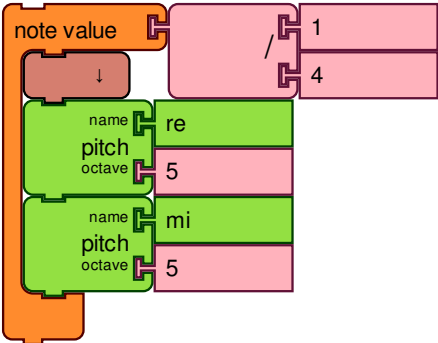 note value / 1
4
↓
name re
pitch
octave 5
name mi
pitch
octave 5